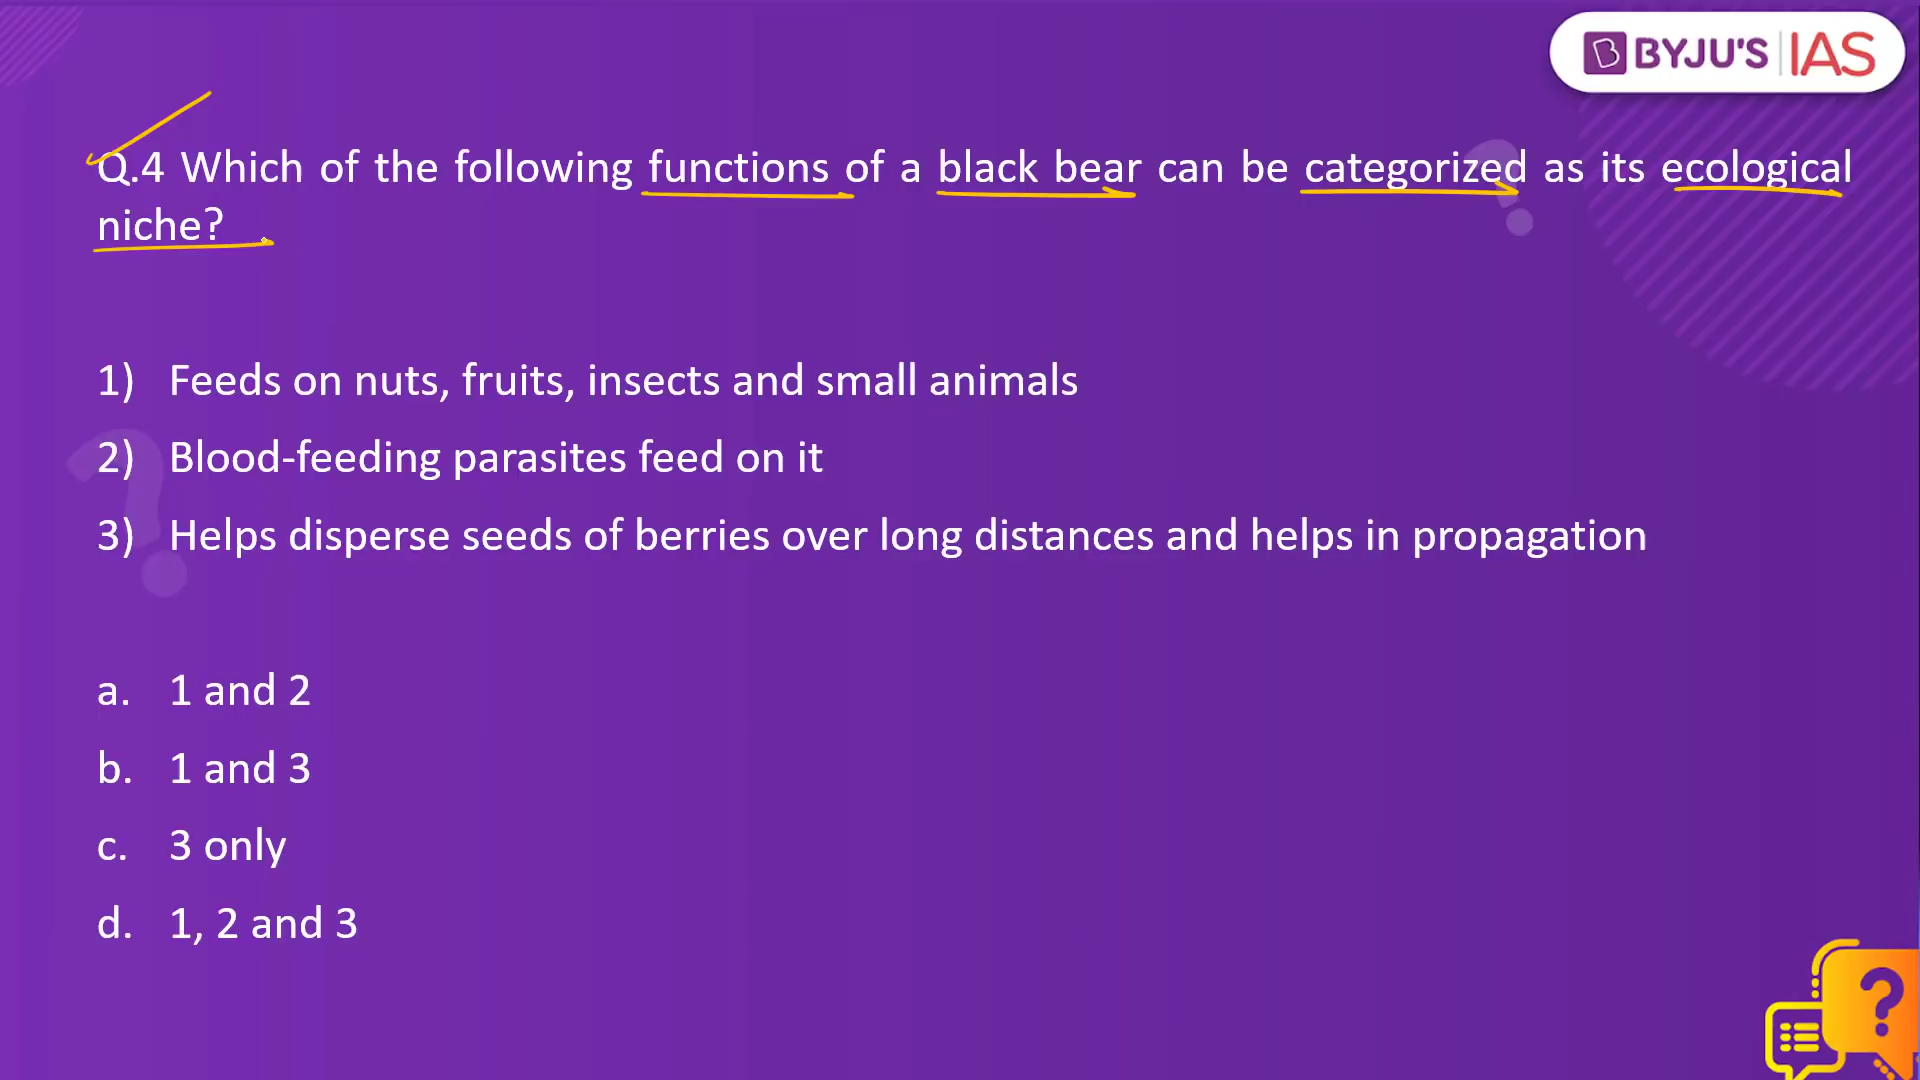 BYJU'S IAS
Q.4 Which of the following functions of a black bear can be categorized as its ecological
niche?
1) Feeds on nuts, fruits, insects and small animals
2) Blood-feeding parasites feed on it
3) Helps disperse seeds of berries over long distances and helps in propagation
a. 1 and 2
b. 1 and 3
c. 3 only
d. 1, 2 and 3